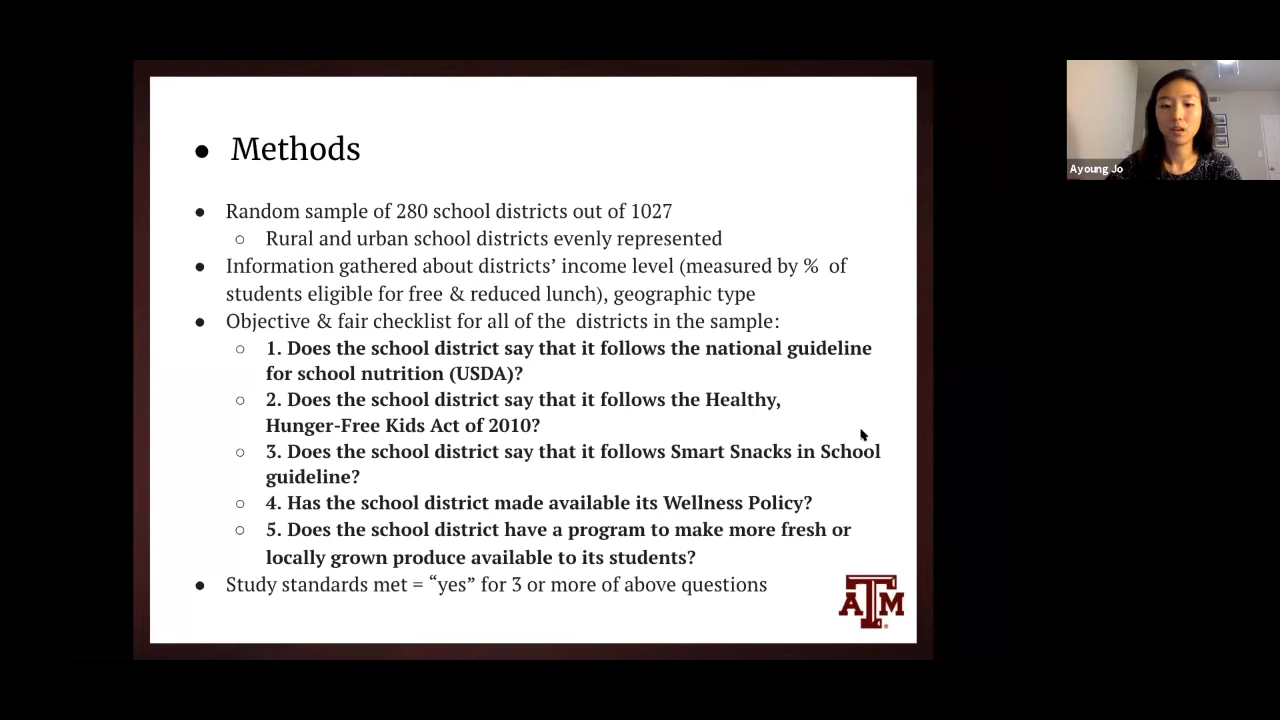 ● Methods
● Random sample of 280 school districts out of 1027
○ Rural and urban school districts evenly represented
● Information gathered about districts’ income level (measured by % of
students eligible for free & reduced lunch), geographic type
● Objective & fair checklist for all of the districts in the sample:
○ 1. Does the school district say that it follows the national guideline
for school nutrition (USDA)?
○ 2. Does the school district say that it follows the Healthy,
Hunger-Free Kids Act of 2010?
○ 3. Does the school district say that it follows Smart Snacks in School
guideline?
○ 4. Has the school district made available its Wellness Policy?
○ 5. Does the school district have a program to make more fresh or
locally grown produce available to its students?
● Study standards met = “yes” for 3 or more of above questions
ATM
Ayoung Jo